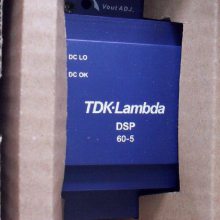 Vout ADJ.
DC LO
DC OK
TDK·Lambda
DSP
60-5